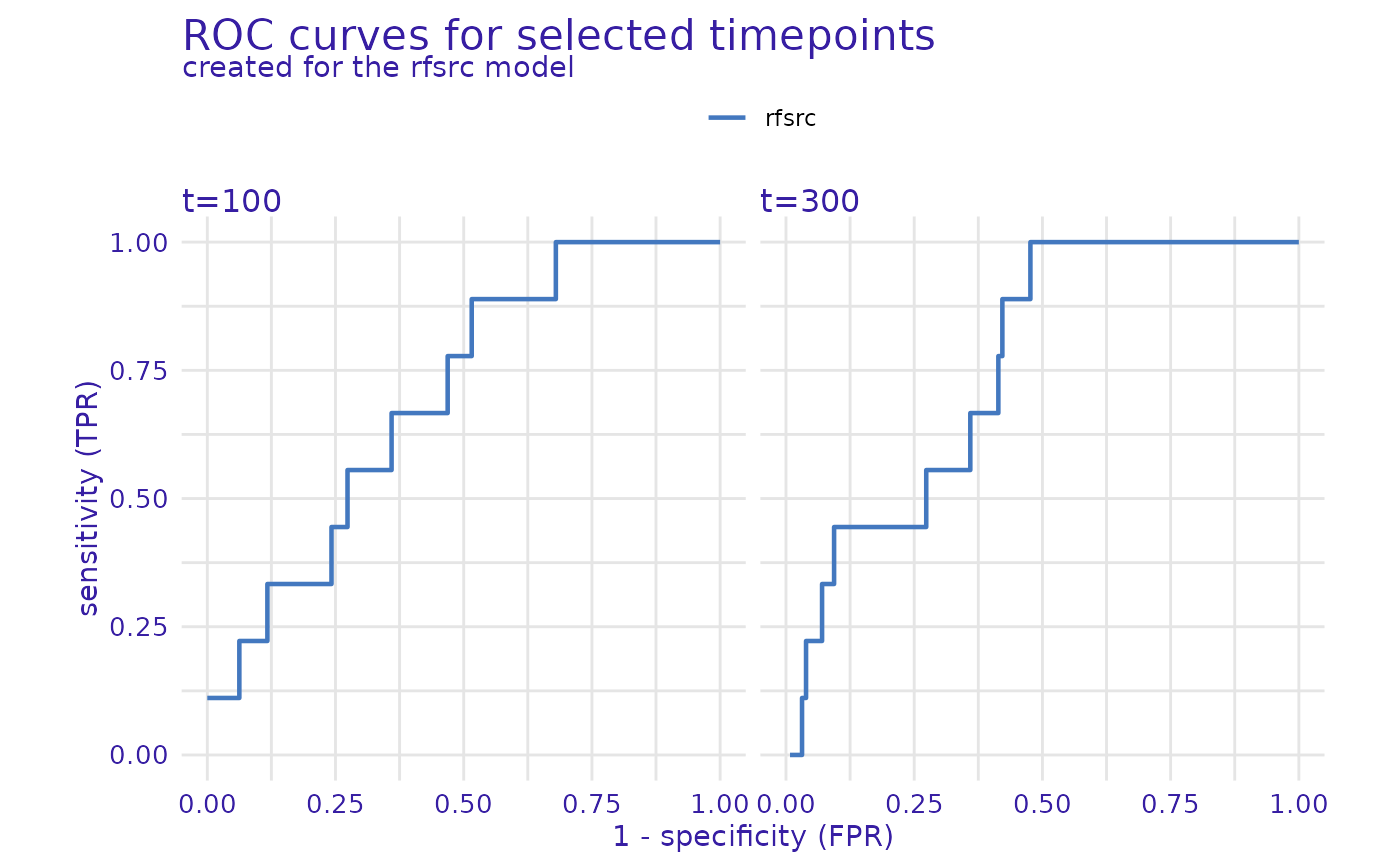 ROC curves for selected timepoints
created for the rfsrc model
rfsrc
t=100
t=300
sensitivity (TPR)
1.00
0.75
0.50
0.25
0.00
0.00 0.25 0.50 0.75 1.00 0.00 0.25 0.50 0.75 1.00
1 - specificity (FPR)